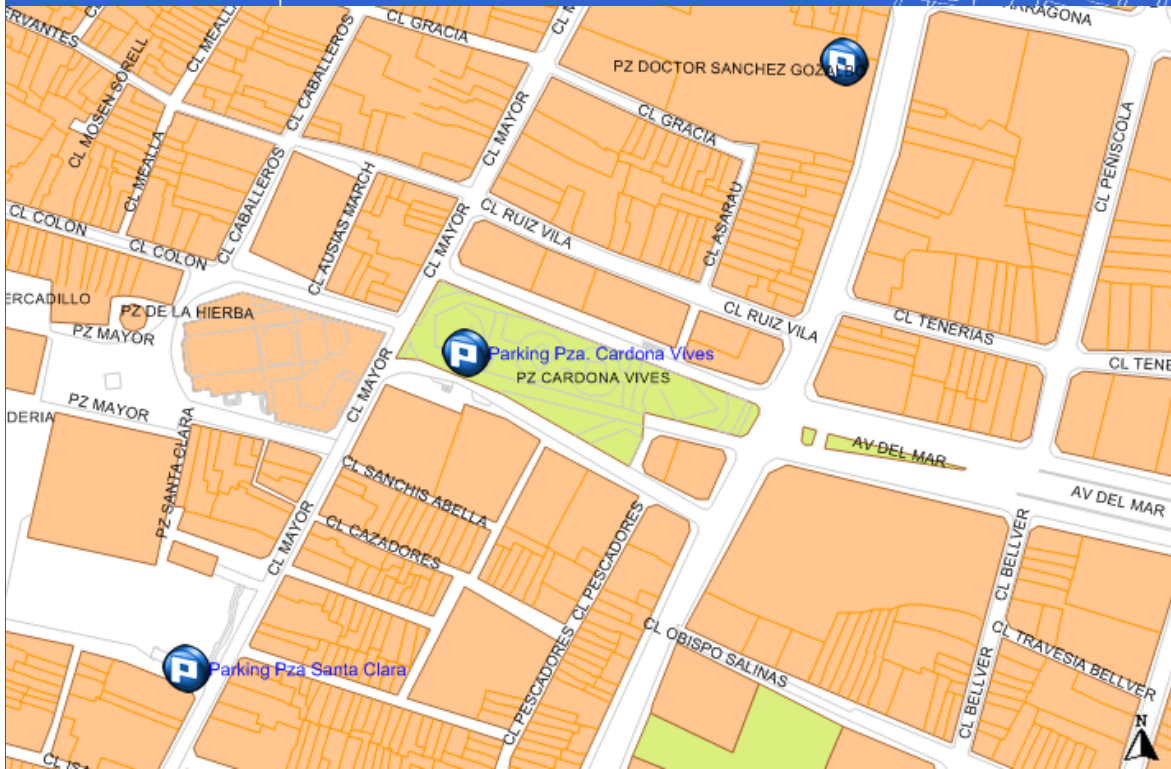 ARAGONA
CL GRACIA
CL MEALLA
CL CABALLEROS
CL MOSEN SORELL
PZ DOCTOR SANCHEZ GOZALBO
CL GRACIA
CL MAYOR
CL PEÑISCOLA
CL MEALLA
CL CABALLEROS
CL AUSIAS MARCH
CL ASARAU
CL COLON
CL COLON
CL MAYOR
CL RUIZ VILA
CL RUIZ VILA
CL TENERIAS
ERCADILLO
PZ DE LA HIERBA
PZ MAYOR
Parking Pza. Cardona Vives
PZ CARDONA VIVES
CL TENE
CL MAYOR
PZ MAYOR
DERIA
AV DEL MAR
AV DEL MAR
PZ SANTA CLARA
CL SANCHIS ABELLA
CL CAZADORES
CL MAYOR
CL PESCADORES
CL BELLVER
CL OBISPO SALINAS
CL TRAVESIA BELLVER
Parking Pza Santa Clara
CL PESCADORES
CL BELLVER
N